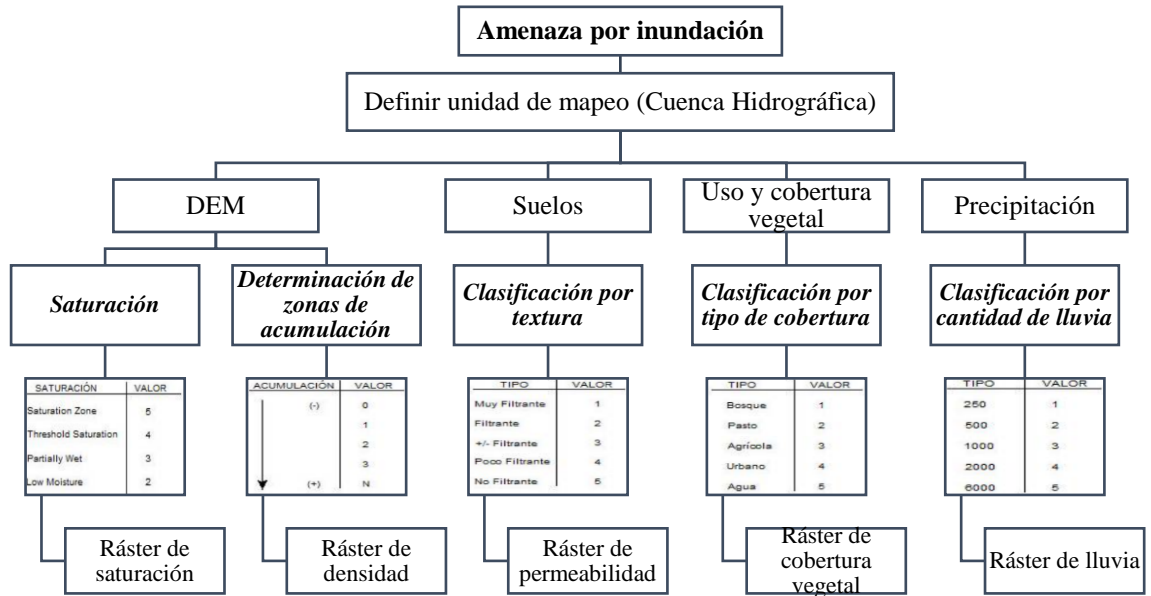 Amenaza por inundación
Definir unidad de mapeo (Cuenca Hidrográfica)
DEM
Suelos
Uso y cobertura
vegetal
Precipitación
Saturación
Determinación de
zonas de
acumulación
Clasificación por
textura
Clasificación por
tipo de cobertura
Clasificación por
cantidad de lluvia
SATURACIÓN VALOR
Saturation Zone 5
Threshold Saturation 4
Partially Wet 3
Low Moisture 2
ACUMULACIÓN VALOR
(-) 0
1
2
3
(+) N
TIPO VALOR
Muy Filtrante 1
Filtrante 2
+/- Filtrante 3
Poco Filtrante 4
No Filtrante 5
TIPO VALOR
Bosque 1
Pasto 2
Agrícola 3
Urbano 4
Agua 5
TIPO VALOR
250 1
500 2
1000 3
2000 4
6000 5
Ráster de
saturación
Ráster de
densidad
Ráster de
permeabilidad
Ráster de
cobertura
vegetal
Ráster de lluvia